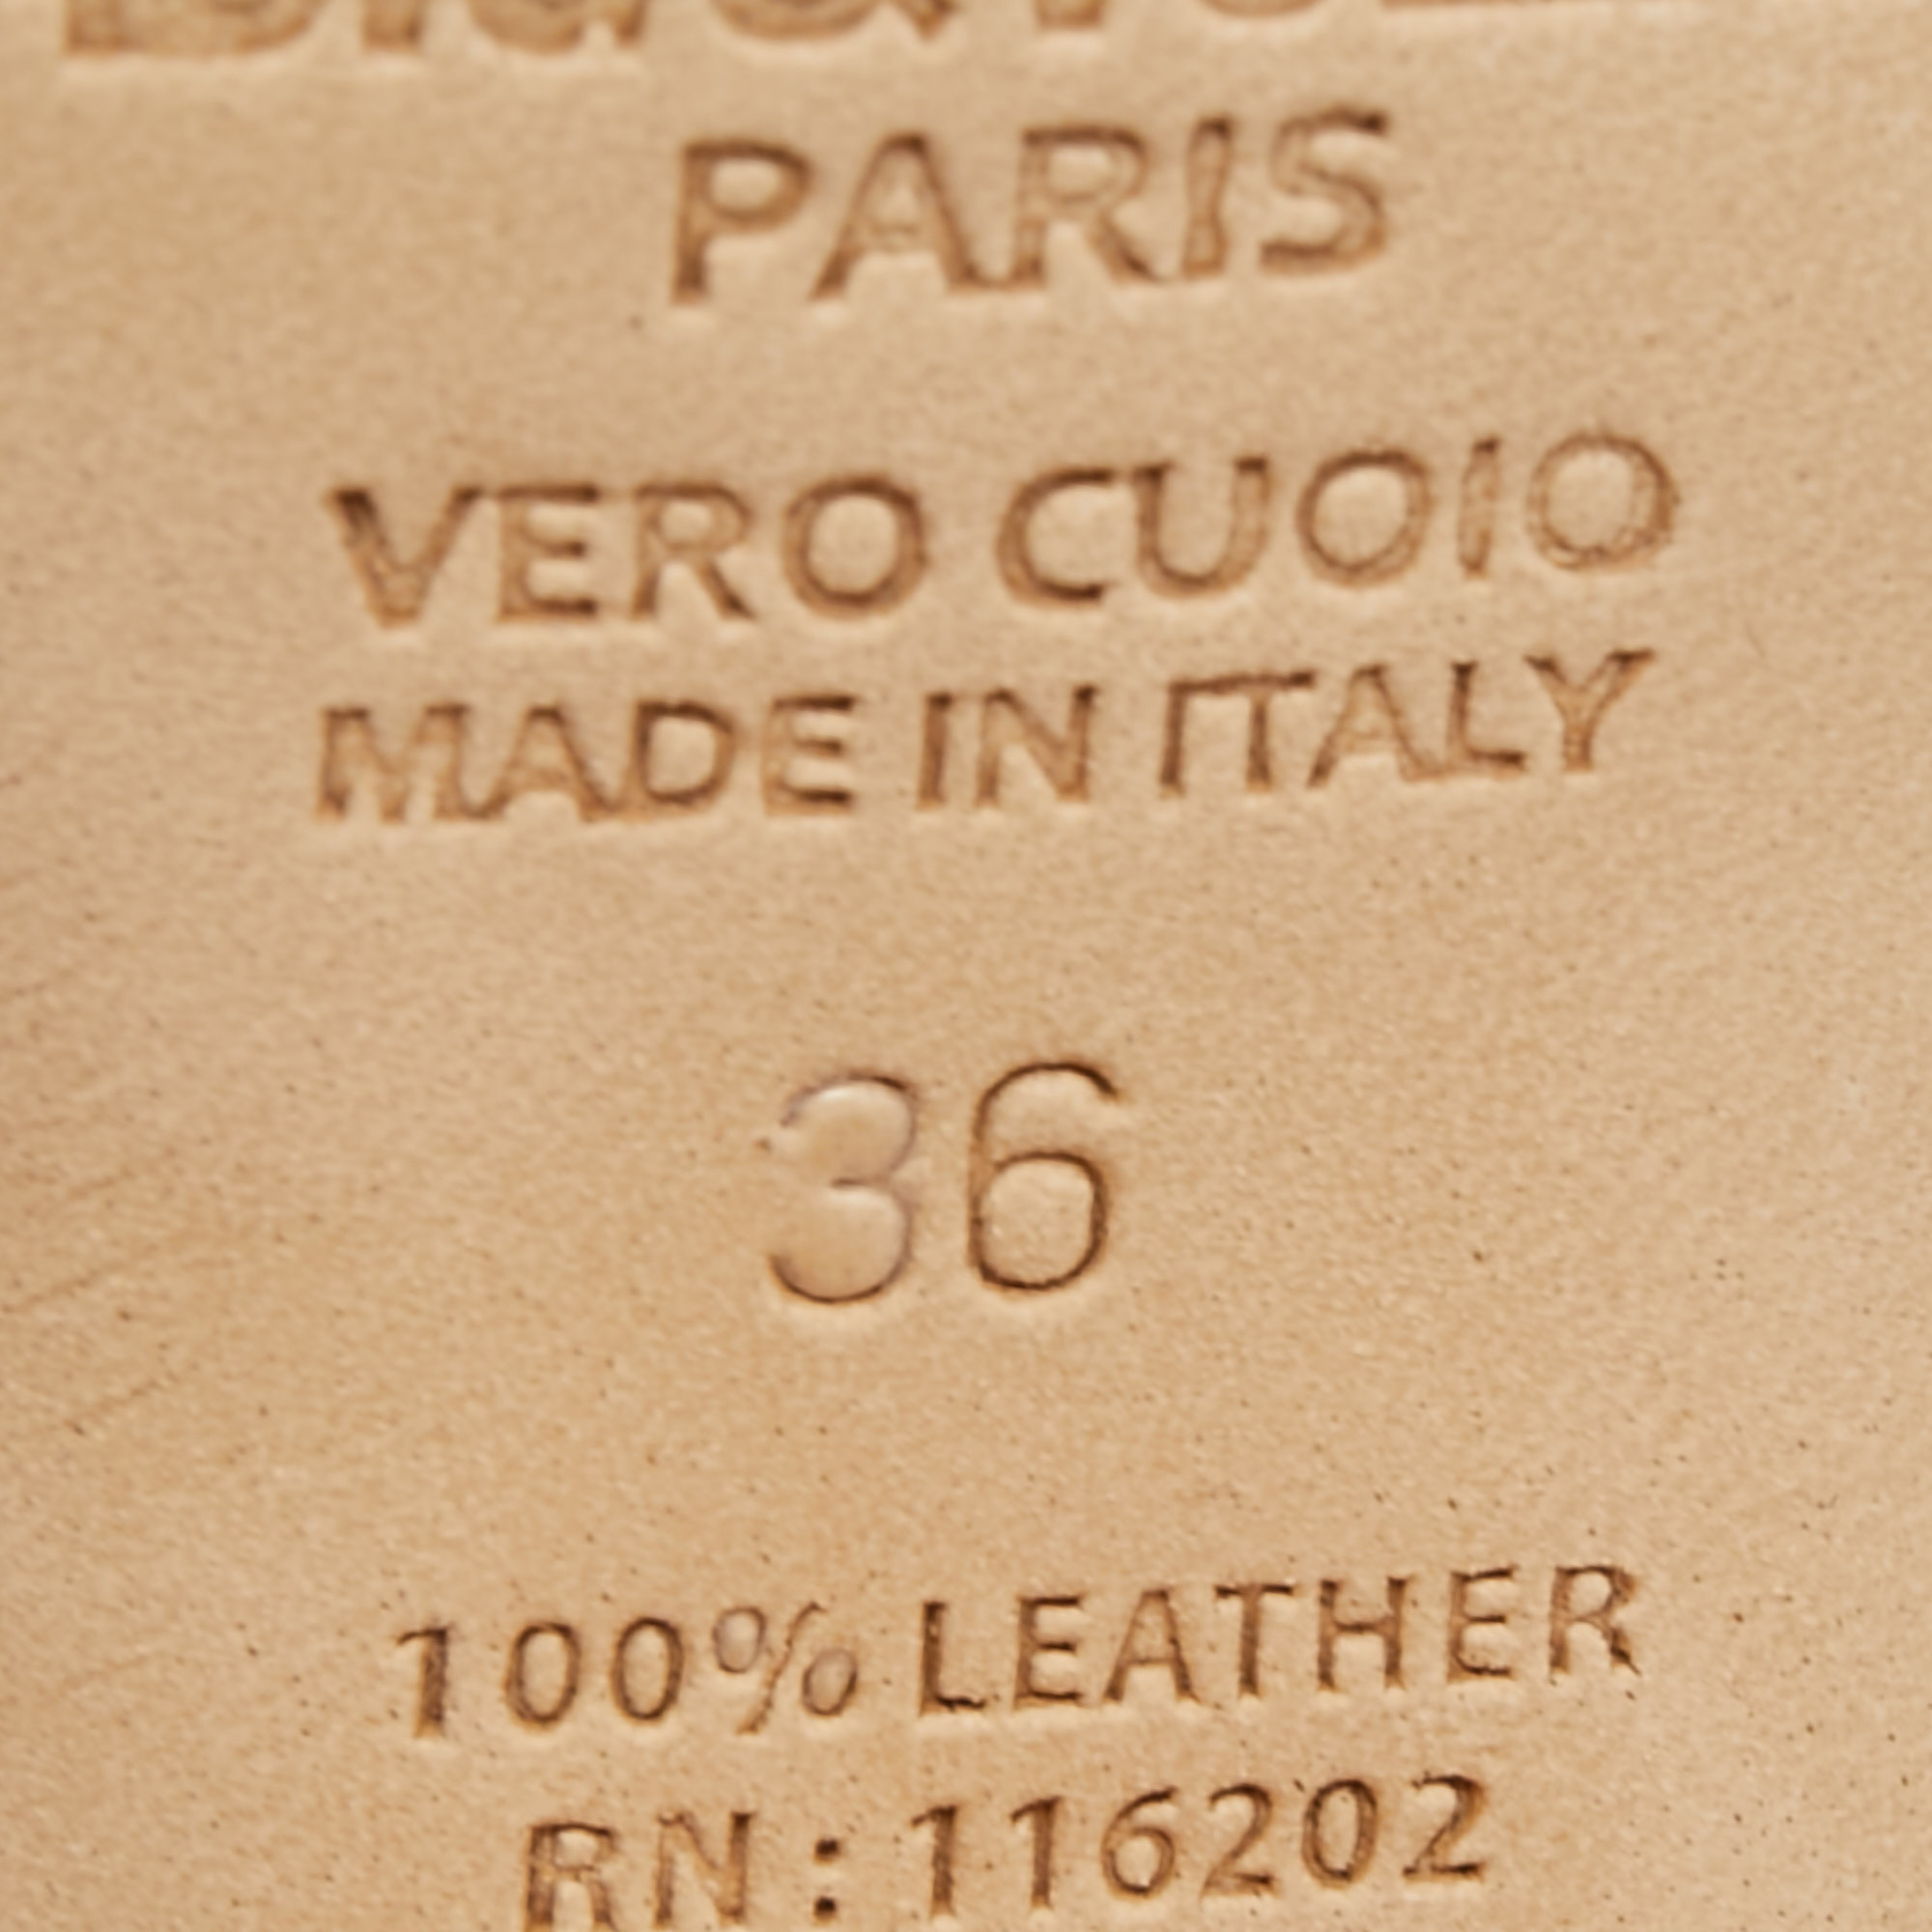 PARIS
VERO CUOIO
MADE IN ITALY
36
100% LEATHER
RN: 116202